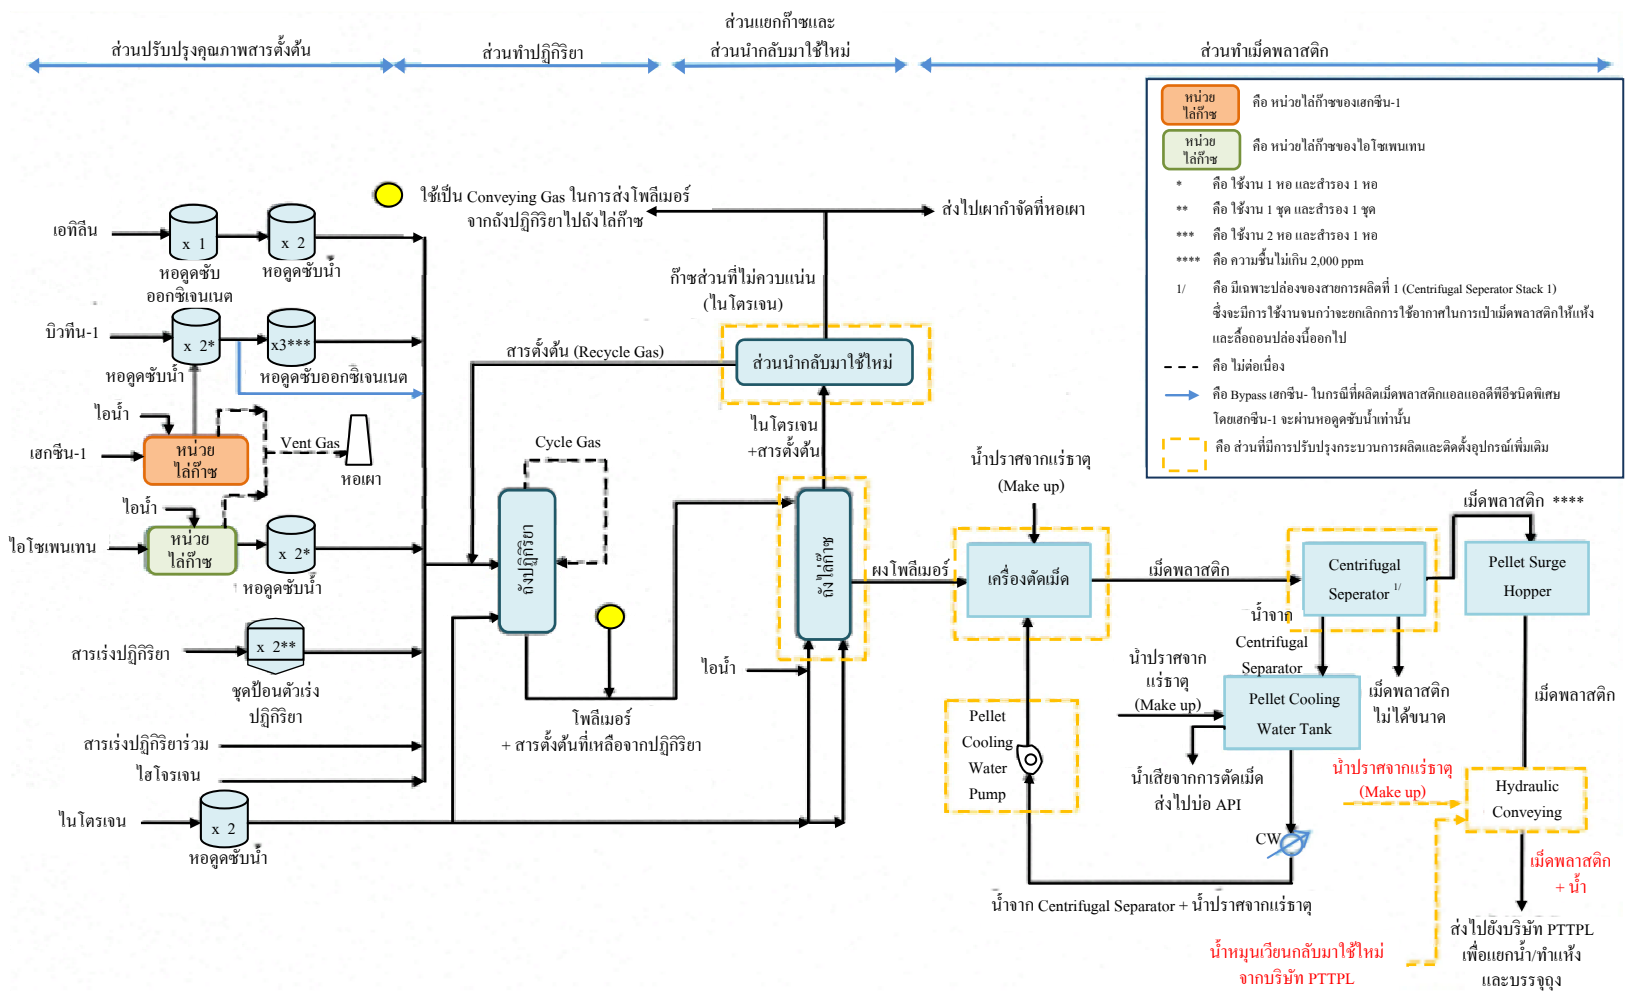 ส่วนปรับปรุงคุณภาพสารตั้งต้น
ส่วนทำปฏิกิริยา
ส่วนแยกก๊าซและ
ส่วนนำกลับมาใช้ใหม่
ส่วนทำเม็ดพลาสติก
หน่วย
ไล่ก๊าซ
คือ หน่วยไล่ก๊าซของเฮกซีน-1
หน่วย
ไล่ก๊าซ
คือ หน่วยไล่ก๊าซของไอโซเพนเทน
* คือ ใช้งาน 1 หอ และสำรอง 1 หอ
** คือ ใช้งาน 1 ชุด และสำรอง 1 ชุด
*** คือ ใช้งาน 2 หอ และสำรอง 1 หอ
**** คือ ความชื้นไม่เกิน 2,000 ppm
1/ คือ มีเฉพาะปล่องของสายการผลิตที่ 1 (Centrifugal Seperator Stack 1)
ซึ่งจะมีการใช้งานจนกว่าจะยกเลิกการใช้อากาศในการเป่าเม็ดพลาสติกให้แห้ง
และลื้อถอนปล่องนี้ออกไป
คือ ไม่ต่อเนื่อง
คือ Bypass เฮกซีน- ในกรณีที่ผลิตเม็ดพลาสติกแอลแอลดีพีอีชนิดพิเศษ
โดยเฮกซีน-1 จะผ่านหอดูดซับน้ำเท่านั้น
คือ ส่วนที่มีการปรับปรุงกระบวนการผลิตและติดตั้งอุปกรณ์เพิ่มเติม
ใช้เป็น Conveying Gas ในการส่งโพลีเมอร์
จากถังปฏิกิริยาไปถังไล่ก๊าซ
ส่งไปเผากำจัดที่หอเผา
เอทิลีน
x 1
x 2
หอดูดซับ
ออกซิเจนเนต
หอดูดซับน้ำ
ก๊าซส่วนที่ไม่ควบแน่น
(ไนโตรเจน)
บิวทีน-1
x 2*
x3***
หอดูดซับน้ำ
หอดูดซับออกซิเจนเนต
สารตั้งต้น (Recycle Gas)
ส่วนนำกลับมาใช้ใหม่
ไอน้ำ
เฮกซีน-1
หน่วย
ไล่ก๊าซ
Vent Gas
หอเผา
Cycle Gas
ไนโตรเจน
+สารตั้งต้น
น้ำปราศจากแร่ธาตุ
(Make up)
ไอน้ำ
ไอโซเพนเทน
หน่วย
ไล่ก๊าซ
x 2*
หอดูดซับน้ำ
ถังปฏิกิริยา
ถังไล่ก๊าซ
ผงโพลีเมอร์
เครื่องตัดเม็ด
เม็ดพลาสติก
Centrifugal
Seperator 1/
เม็ดพลาสติก ****
Pellet Surge
Hopper
น้ำจาก
Centrifugal
Separator
สารเร่งปฏิกิริยา
x 2**
ชุดป้อนตัวเร่ง
ปฏิกิริยา
ไอน้ำ
น้ำปราศจาก
แร่ธาตุ
(Make up)
Pellet Cooling
Water Tank
เม็ดพลาสติก
ไม่ได้ขนาด
เม็ดพลาสติก
โพลีเมอร์
+ สารตั้งต้นที่เหลือจากปฏิกิริยา
Pellet
Cooling
Water
Pump
สารเร่งปฏิกิริยาร่วม
ไฮโจรเจน
น้ำเสียจากการตัดเม็ด
ส่งไปบ่อ API
น้ำปราศจากแร่ธาตุ
(Make up)
Hydraulic
Conveying
ไนโตรเจน
x 2
หอดูดซับน้ำ
CW
เม็ดพลาสติก
+ น้ำ
น้ำจาก Centrifugal Separator + น้ำปราศจากแร่ธาตุ
น้ำหมุนเวียนกลับมาใช้ใหม่
จากบริษัท PTTPL
ส่งไปยังบริษัท PTTPL
เพื่อแยกน้ำ/ทำแห้ง
และบรรจุถุง